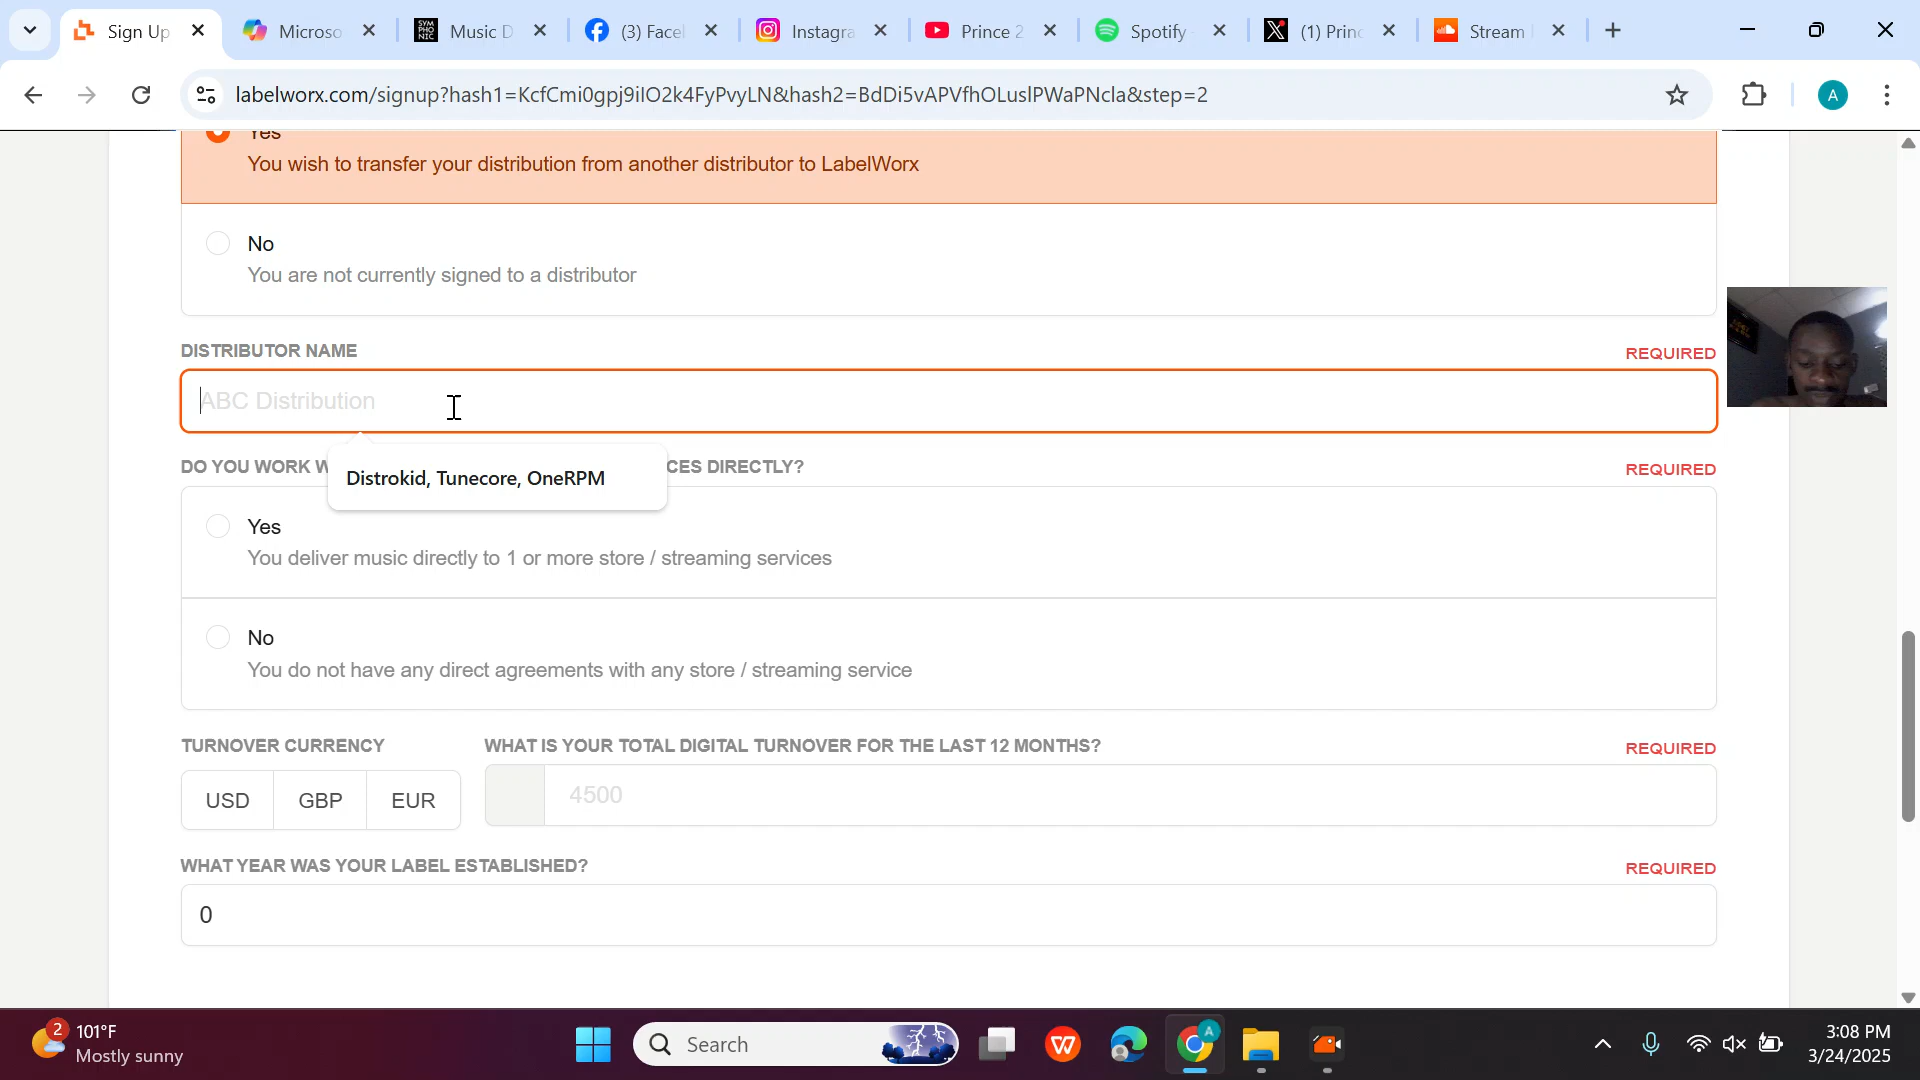 Sign Up
Microso
Music D
(3) Facel
Instagra
Prince 2
Spotify
(1) Princ
Stream
labelworx.com/signup?hash1=KcfCmi0gpj9iIO2k4FyPvyLN&hash2=BdDi5vAPVfhOLuslPWaPNcla&step=2
A
Yes
You wish to transfer your distribution from another distributor to LabelWorx
No
You are not currently signed to a distributor
DISTRIBUTOR NAME
REQUIRED
ABC Distribution
DO YOU WORK W
CES DIRECTLY?
REQUIRED
Distrokid, Tunecore, OneRPM
Yes
You deliver music directly to 1 or more store / streaming services
No
You do not have any direct agreements with any store / streaming service
TURNOVER CURRENCY
WHAT IS YOUR TOTAL DIGITAL TURNOVER FOR THE LAST 12 MONTHS?
REQUIRED
USD
GBP
EUR
4500
WHAT YEAR WAS YOUR LABEL ESTABLISHED?
REQUIRED
0
2
101°F
Mostly sunny
Search
A
3:08 PM
3/24/2025